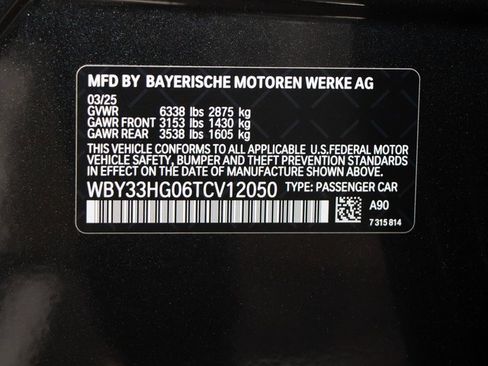 MFD BY BAYERISCHE MOTOREN WERKE AG
03/25
GVWR 6338 lbs 2875 kg
GAWR FRONT 3153 lbs 1430 kg
GAWR REAR 3538 lbs 1605 kg
THIS VEHICLE CONFORMS TO ALL APPLICABLE U.S.FEDERAL MOTOR
VEHICLE SAFETY, BUMPER AND THEFT PREVENTION STANDARDS
IN EFFECT ON THE DATE OF MANUFACTURE SHOWN ABOVE.
WBY33HG06TCV12050 TYPE: PASSENGER CAR
A90
7 315 814